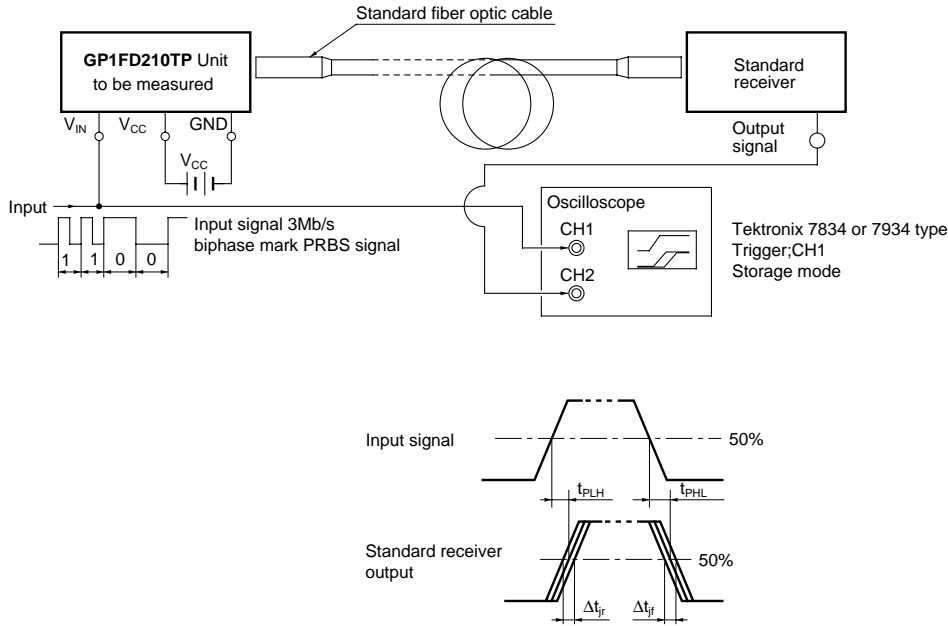 Standard fiber optic cable
GP1FD210TP Unit
to be measured
Standard
receiver
VIN
VCC
GND
Output
signal
VCC
Input
Input signal 3Mb/s
biphase mark PRBS signal
1 1 0 0
Oscilloscope
CH1
CH2
Tektronix 7834 or 7934 type
Trigger;CH1
Storage mode
Input signal
50%
tPLH
tPHL
Standard receiver
output
50%
Δtjr
Δtjf